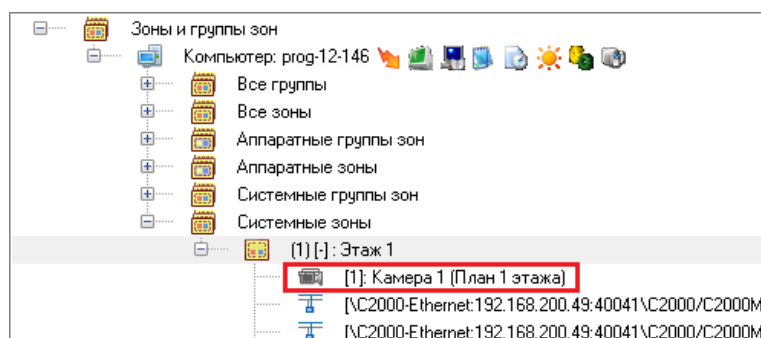 Зоны и группы зон
Компьютер: prog-12-146
Все группы
Все зоны
Аппаратные группы зон
Аппаратные зоны
Системные группы зон
Системные зоны
(1) [-] : Этаж 1
[1]: Камера 1 (План 1 этажа)
[\C2000-Ethernet:192.168.200.49:40041\C2000/C2000M
[\C2000-Ethernet:192.168.200.49:40041\C2000/C2000M